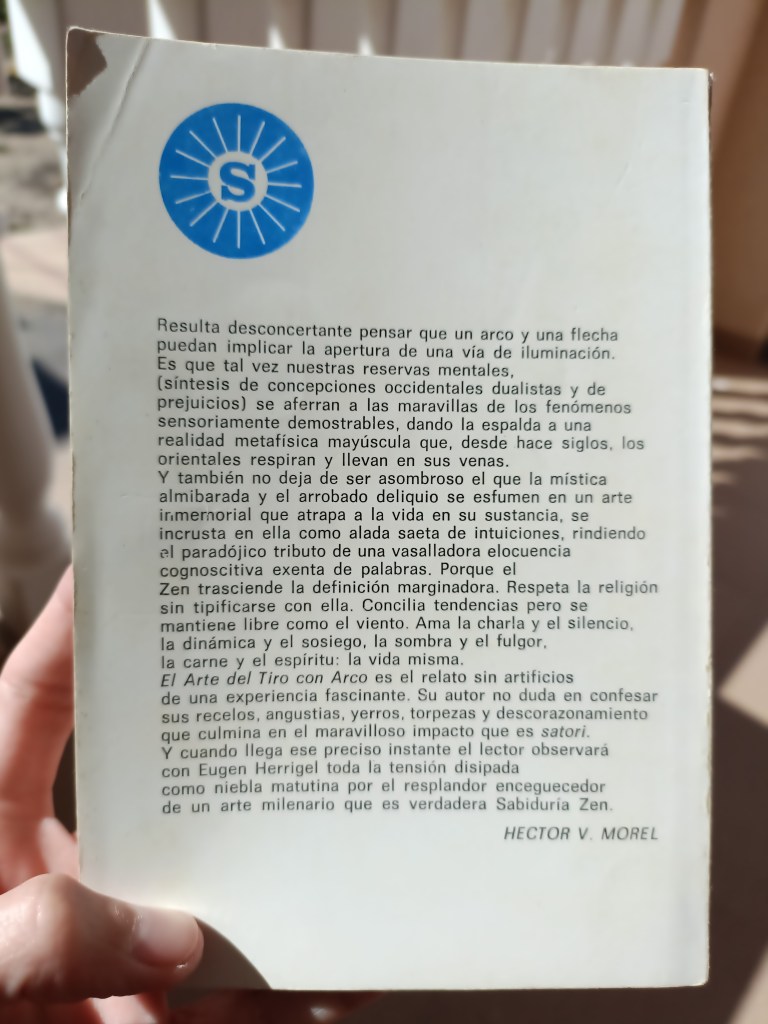 S
Resulta desconcertante pensar que un arco y una flecha
puedan implicar la apertura de una vía de iluminación.
Es que tal vez nuestras reservas mentales,
(síntesis de concepciones occidentales dualistas y de
prejuicios) se aferran a las maravillas de los fenómenos
sensoriamente demostrables, dando la espalda a una
realidad metafísica mayúscula que, desde hace siglos, los
orientales respiran y llevan en sus venas.
Y también no deja de ser asombroso el que la mística
almibarada y el arrobado deliquio se esfumen en un arte
inmemorial que atrapa a la vida en su sustancia, se
incrusta en ella como alada saeta de intuiciones, rindiendo
el paradójico tributo de una vasalladora elocuencia
cognoscitiva exenta de palabras. Porque el
Zen trasciende la definición marginadora. Respeta la religión
sin tipificarse con ella. Concilia tendencias pero se
mantiene libre como el viento. Ama la charla y el silencio,
la dinámica y el sosiego, la sombra y el fulgor,
la carne y el espíritu: la vida misma.
El Arte del Tiro con Arco es el relato sin artificios
de una experiencia fascinante. Su autor no duda en confesar
sus recelos, angustias, yerros, torpezas y descorazonamiento
que culmina en el maravilloso impacto que es satori.
Y cuando llega ese preciso instante el lector observará
con Eugen Herrigel toda la tensión disipada
como niebla matutina por el resplandor enceguecedor
de un arte milenario que es verdadera Sabiduría Zen.
HECTOR V. MOREL